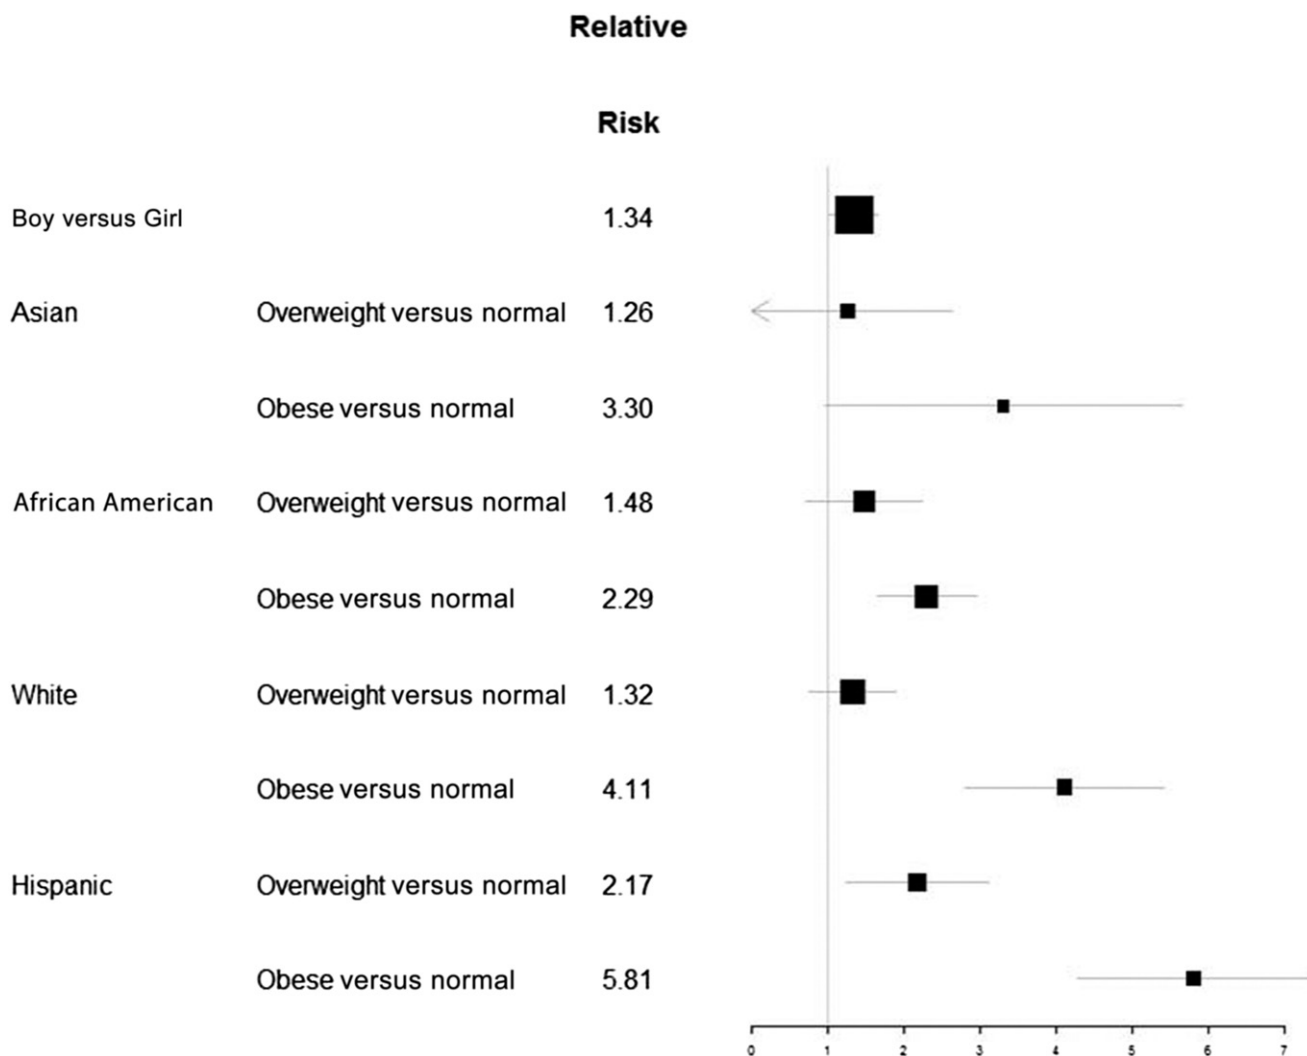 Relative
Risk
Boy versus Girl 1.34
Asian Overweight versus normal 1.26
Obese versus normal 3.30
African American Overweight versus normal 1.48
Obese versus normal 2.29
White Overweight versus normal 1.32
Obese versus normal 4.11
Hispanic Overweight versus normal 2.17
Obese versus normal 5.81
0 1 2 3 4 5 6 7